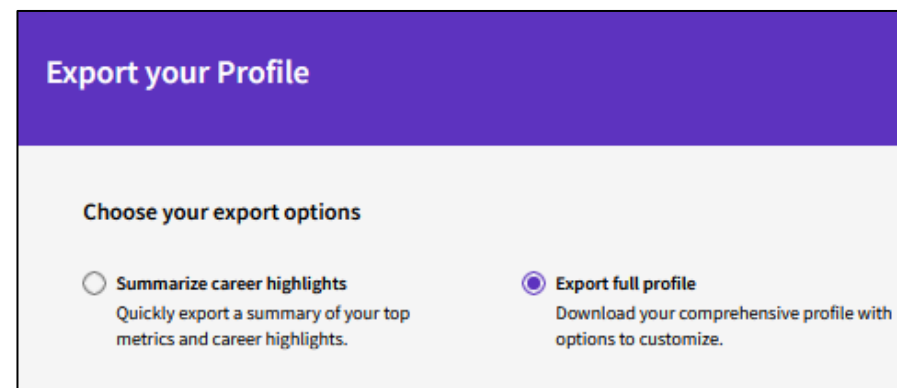 Export your Profile
Choose your export options
Summarize career highlights
Quickly export a summary of your top
metrics and career highlights.
Export full profile
Download your comprehensive profile with
options to customize.